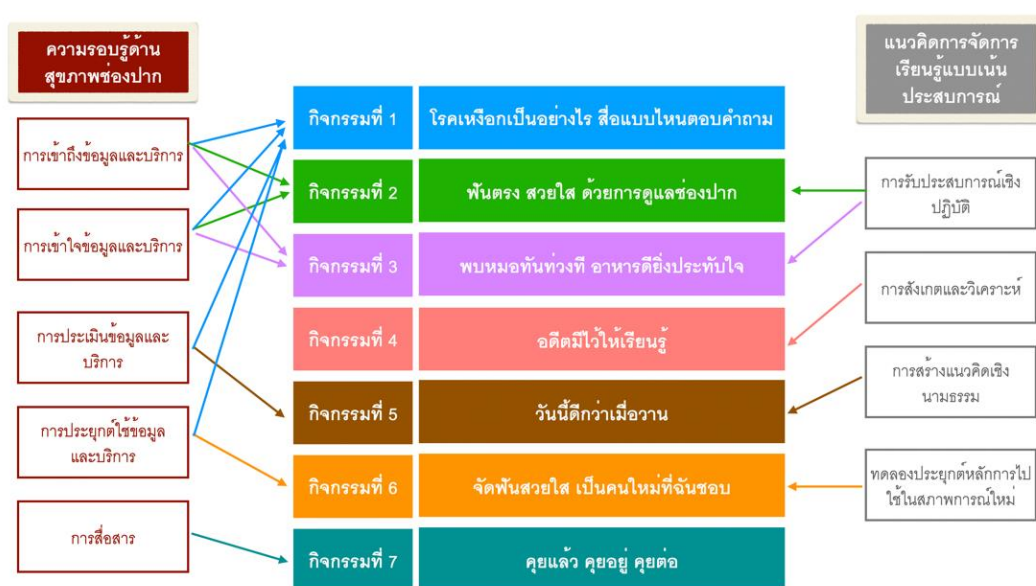 ความรอบรู้ด้าน
สุขภาพช่องปาก
การเข้าถึงข้อมูลและบริการ
การเข้าใจข้อมูลและบริการ
การประเมินข้อมูลและ
บริการ
การประยุกต์ใช้ข้อมูล
และบริการ
การสื่อสาร
กิจกรรมที่ 1 โรคเหงือกเป็นอย่างไร สื่อแบบไหนตอบคำถาม
กิจกรรมที่ 2 ฟันตรง สวยใส ด้วยการดูแลช่องปาก
กิจกรรมที่ 3 พบหมอทันท่วงที อาหารดียิ่งประทับใจ
กิจกรรมที่ 4 อดีตมีไว้ให้เรียนรู้
กิจกรรมที่ 5 วันนี้ดีกว่าเมื่อวาน
กิจกรรมที่ 6 จัดฟันสวยใส เป็นคนใหม่ที่ฉันชอบ
กิจกรรมที่ 7 คุยแล้ว คุยอยู่ คุยต่อ
แนวคิดการจัดการ
เรียนรู้แบบเน้น
ประสบการณ์
การรับประสบการณ์เชิง
ปฏิบัติ
การสังเกตและวิเคราะห์
การสร้างแนวคิดเชิง
นามธรรม
ทดลองประยุกต์หลักการไป
ใช้ในสภาพการณ์ใหม่